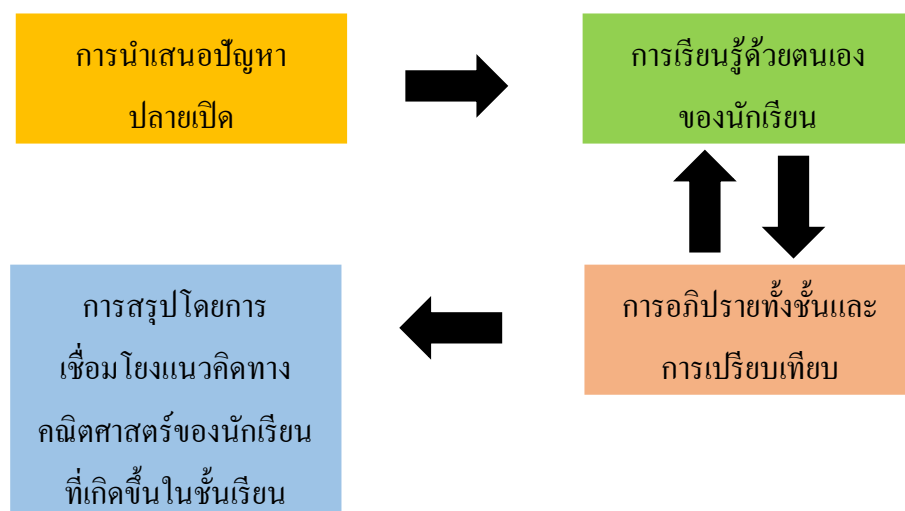 การนำเสนอปัญหา
ปลายเปิด
การเรียนรู้ด้วยตนเอง
ของนักเรียน
การอภิปรายทั้งชั้นและ
การเปรียบเทียบ
การสรุปโดยการ
เชื่อมโยงแนวคิดทาง
คณิตศาสตร์ของนักเรียน
ที่เกิดขึ้นในชั้นเรียน